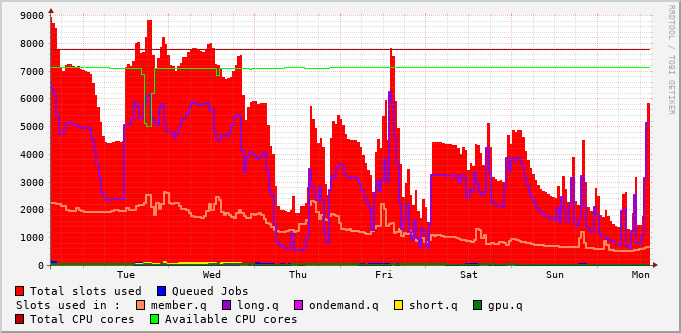 9000
8000
7000
6000
5000
4000
3000
2000
1000
0
Tue Wed Thu Fri Sat Sun Mon
RRDTOOL / TOBI OETIKER
Total slots used Queued Jobs
Slots used in : member.q long.q ondemand.q short.q gpu.q
Total CPU cores Available CPU cores